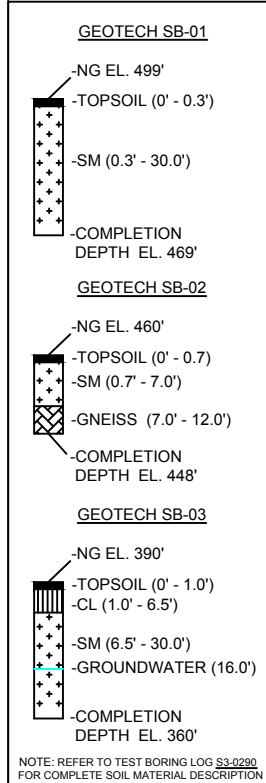 GEOTECH SB-01
-NG EL. 499'
-TOPSOIL (0' - 0.3')
-SM (0.3' - 30.0')
-COMPLETION
DEPTH EL. 469'
GEOTECH SB-02
-NG EL. 460'
-TOPSOIL (0' - 0.7)
-SM (0.7' - 7.0')
-GNEISS (7.0' - 12.0')
-COMPLETION
DEPTH EL. 448'
GEOTECH SB-03
-NG EL. 390'
-TOPSOIL (0' - 1.0')
-CL (1.0' - 6.5')
-SM (6.5' - 30.0')
-GROUNDWATER (16.0')
-COMPLETION
DEPTH EL. 360'
NOTE: REFER TO TEST BORING LOG S3-0290
FOR COMPLETE SOIL MATERIAL DESCRIPTION